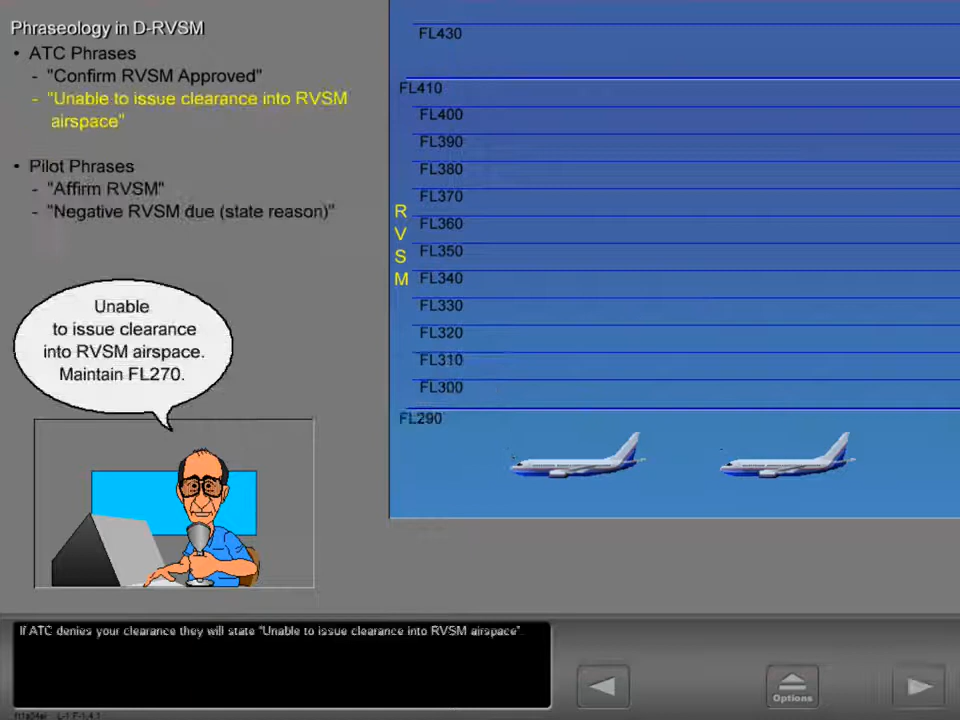 Phraseology in D-RVSM
• ATC Phrases
- "Confirm RVSM Approved"
- "Unable to issue clearance into RVSM
airspace"
• Pilot Phrases
- "Affirm RVSM"
- "Negative RVSM due (state reason)"
Unable
to issue clearance
into RVSM airspace.
Maintain FL270.
FL430
FL410
FL400
FL390
FL380
FL370
FL360
FL350
FL340
FL330
FL320
FL310
FL300
FL290
R
V
S
M
If ATC denies your clearance they will state "Unable to issue clearance into RVSM airspace".
Options